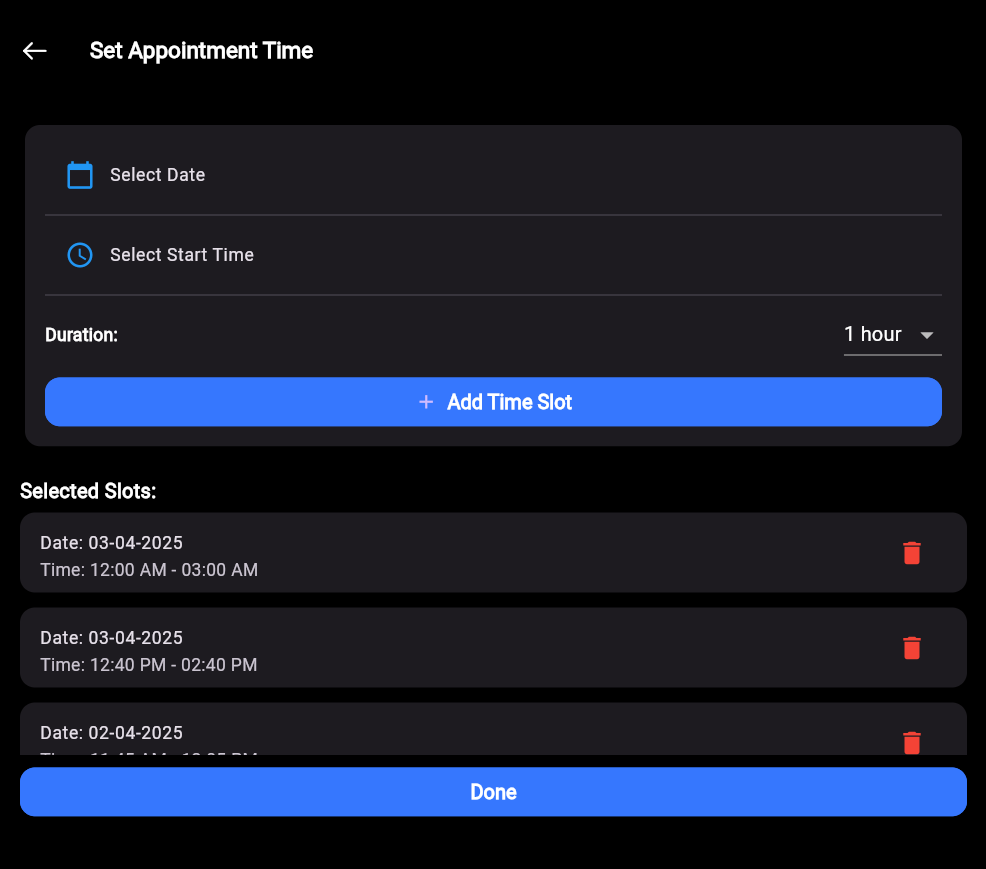 Set Appointment Time
Select Date
Select Start Time
Duration:
1 hour
+ Add Time Slot
Selected Slots:
Date: 03-04-2025
Time: 12:00 AM - 03:00 AM
Date: 03-04-2025
Time: 12:40 PM - 02:40 PM
Date: 02-04-2025
Done